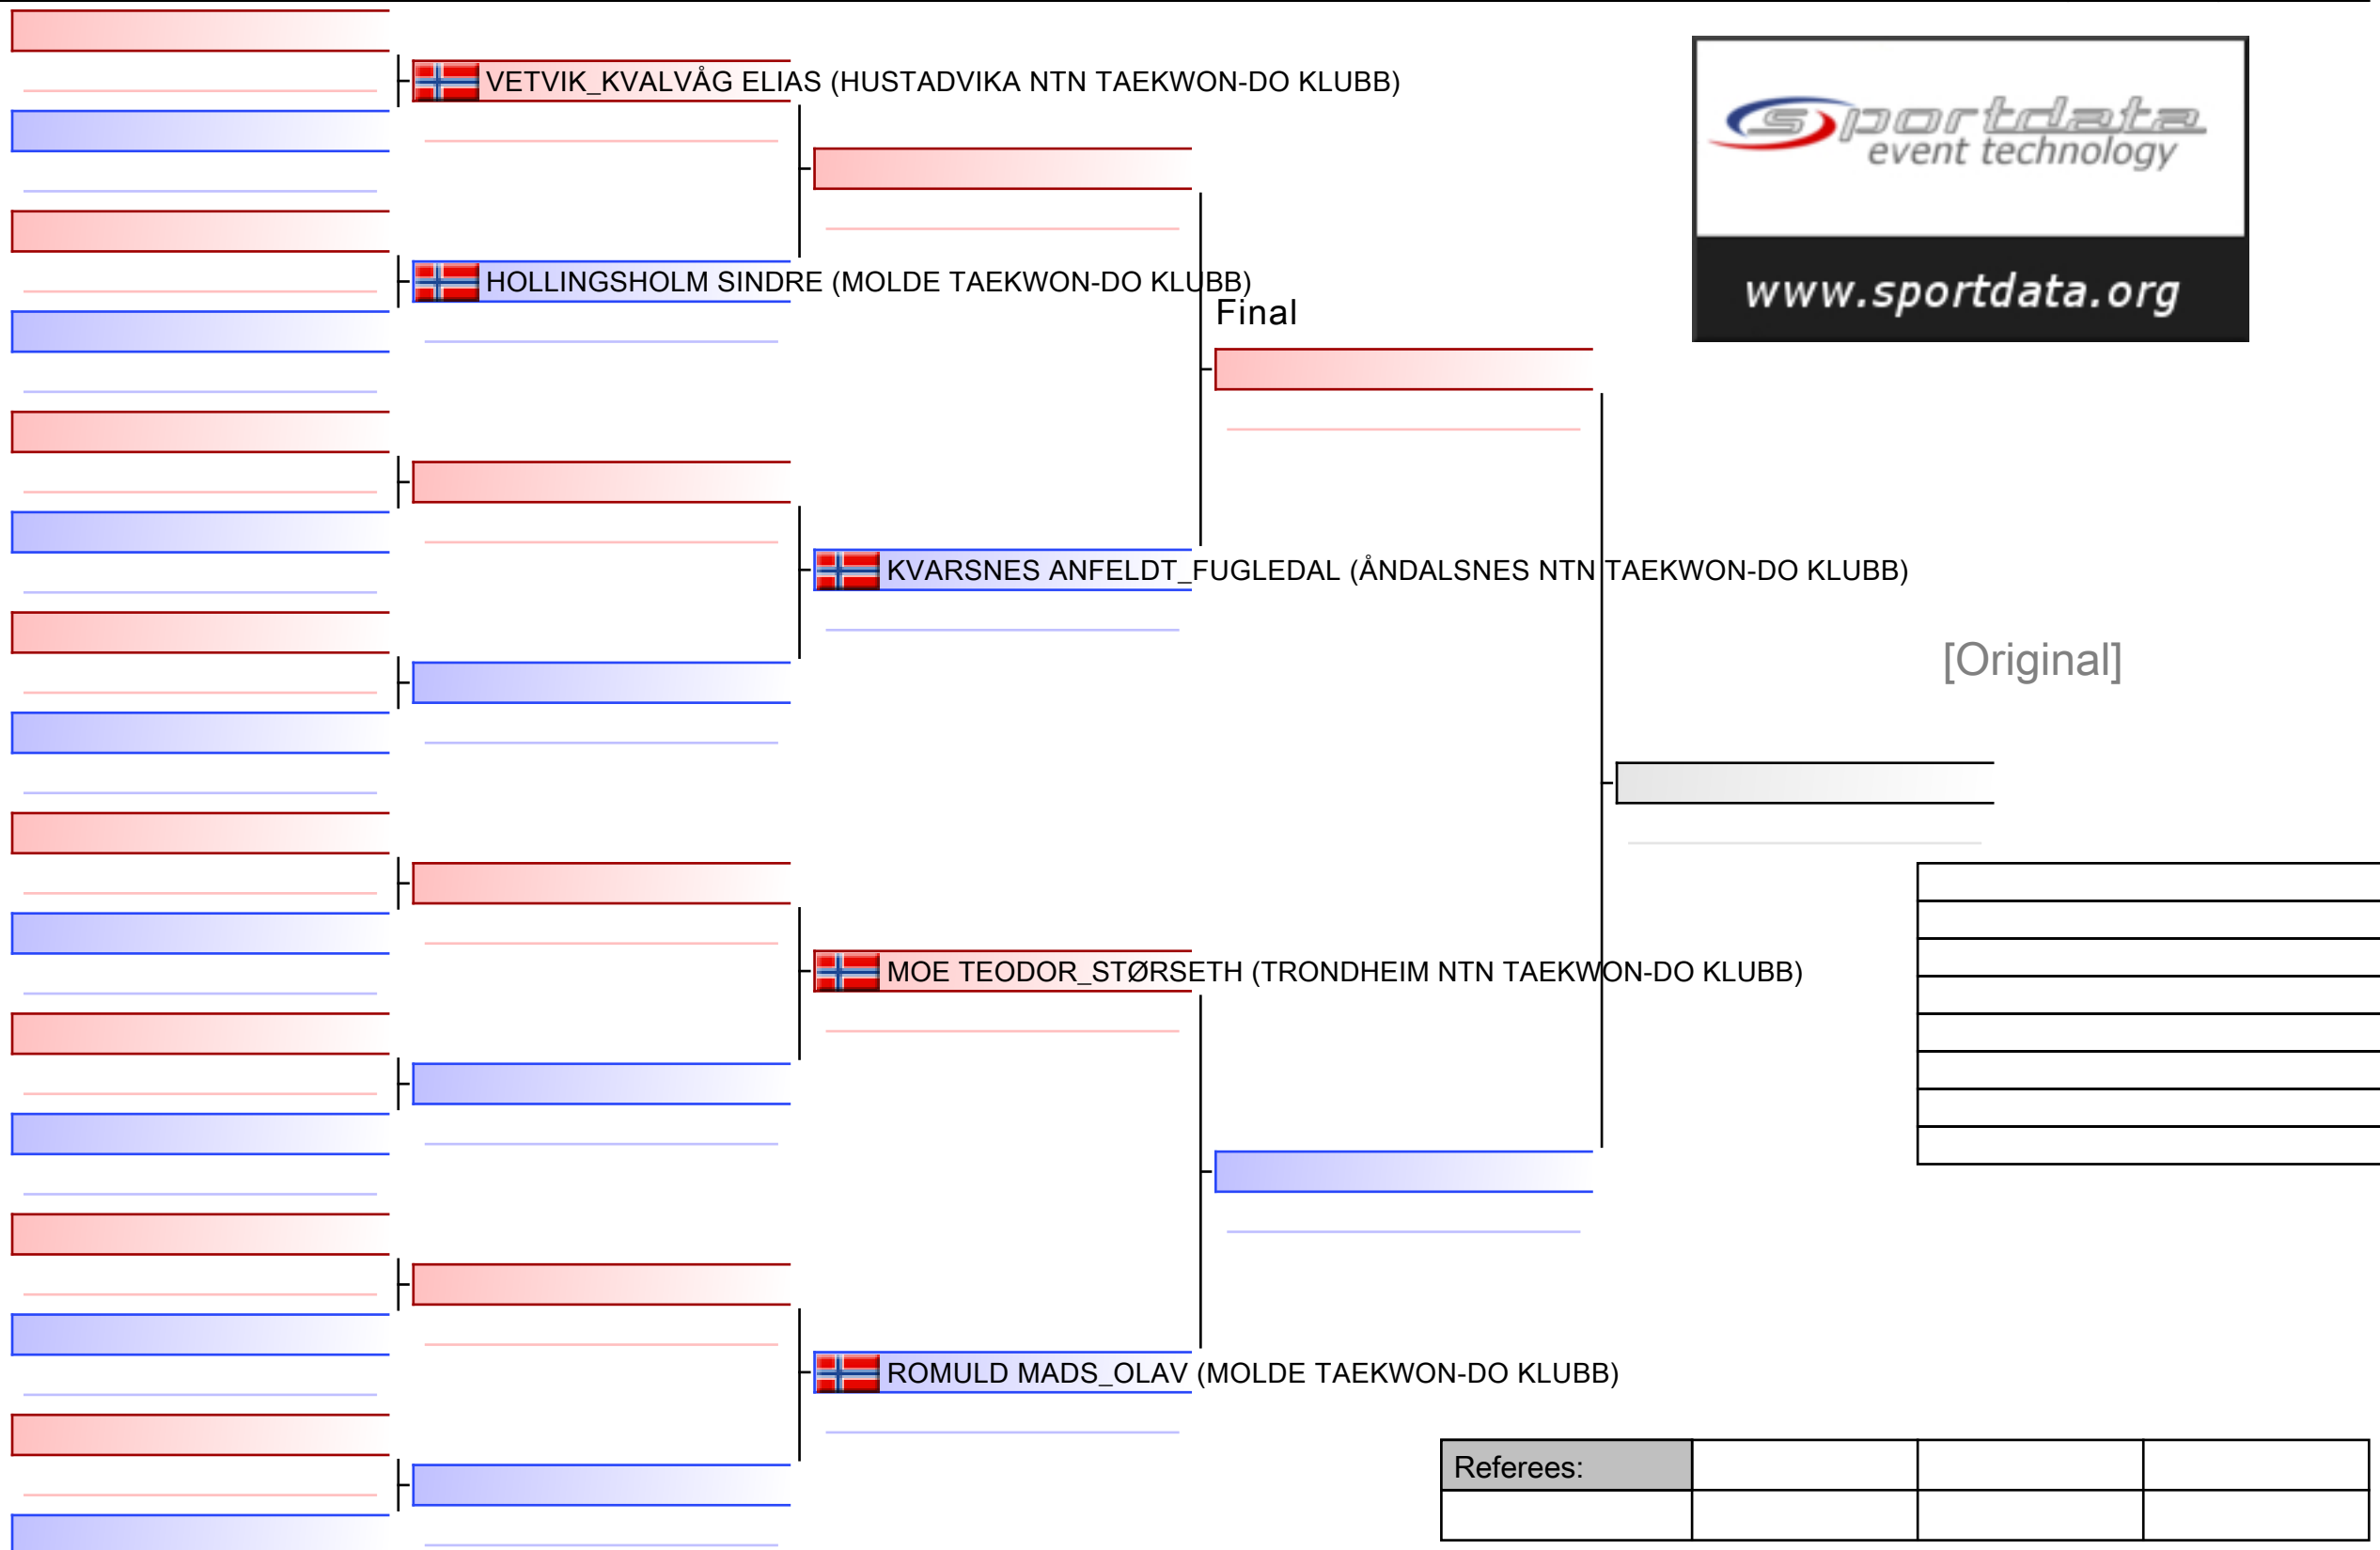 VETVIK_KVALVÅG ELIAS (HUSTADVIKA NTN TAEKWON-DO KLUBB)
sportdata
event technology
www.sportdata.org
HOLLINGSHOLM SINDRE (MOLDE TAEKWON-DO KLUBB)
Final
KVARSNES ANFELDT_FUGLEDAL (ÅNDALSNES NTN TAEKWON-DO KLUBB)
[Original]
MOE TEODOR_STØRSETH (TRONDHEIM NTN TAEKWON-DO KLUBB)
ROMULD MADS_OLAV (MOLDE TAEKWON-DO KLUBB)
Referees: